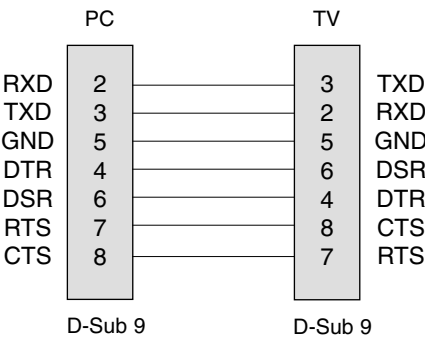 PC TV
RXD 2 3 TXD
TXD 3 2 RXD
GND 5 5 GND
DTR 4 6 DSR
DSR 6 4 DTR
RTS 7 8 CTS
CTS 8 7 RTS
D-Sub 9 D-Sub 9